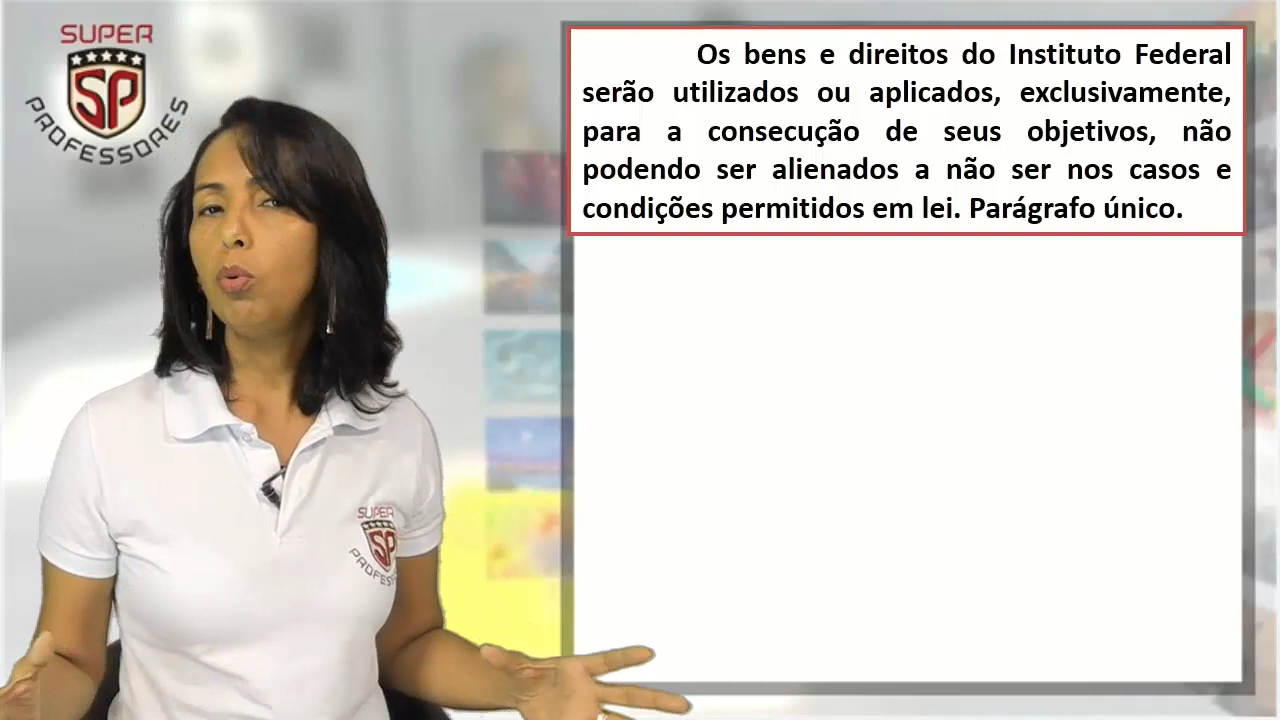 SUPER
SP
PROFESSORES
Os bens e direitos do Instituto Federal
serão utilizados ou aplicados, exclusivamente,
para a consecução de seus objetivos, não
podendo ser alienados a não ser nos casos e
condições permitidos em lei. Parágrafo único.
SUPER
SP